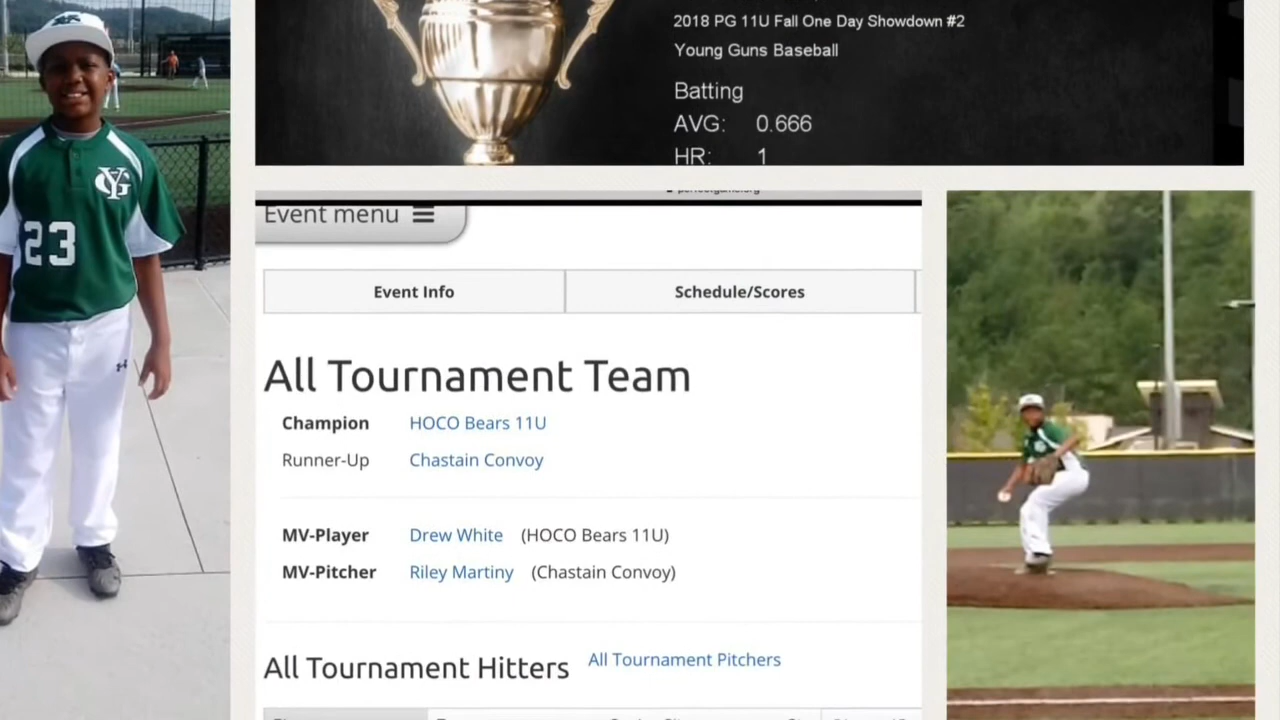 2018 PG 11U Fall One Day Showdown #2
Young Guns Baseball
Batting
AVG: 0.666
HR: 1
YG
23
Event menu
Event Info Schedule/Scores
All Tournament Team
Champion HOCO Bears 11U
Runner-Up Chastain Convoy
MV-Player Drew White (HOCO Bears 11U)
MV-Pitcher Riley Martiny (Chastain Convoy)
All Tournament Hitters All Tournament Pitchers